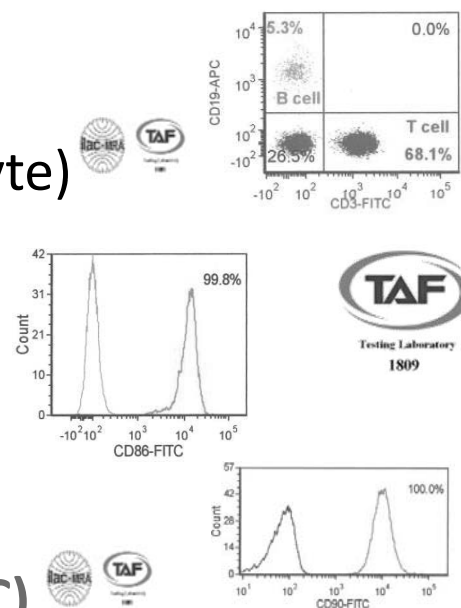 5.3%
0.0%
10⁴
10³
10²
-10²
CD19-APC
B cell
T cell
26.5%
68.1%
-10² 10² 10³ 10⁴ 10⁵
CD3-FITC
ilac-MRA
TAF
Testing Laboratory
1809
yte)
42
31
21
10
0
Count
99.8%
-10² 10² 10³ 10⁴ 10⁵
CD86-FITC
TAF
Testing Laboratory
1809
57
42
28
14
0
Count
100.0%
10¹ 10² 10³ 10⁴ 10⁵
CD90-FITC
ilac-MRA
TAF
C)